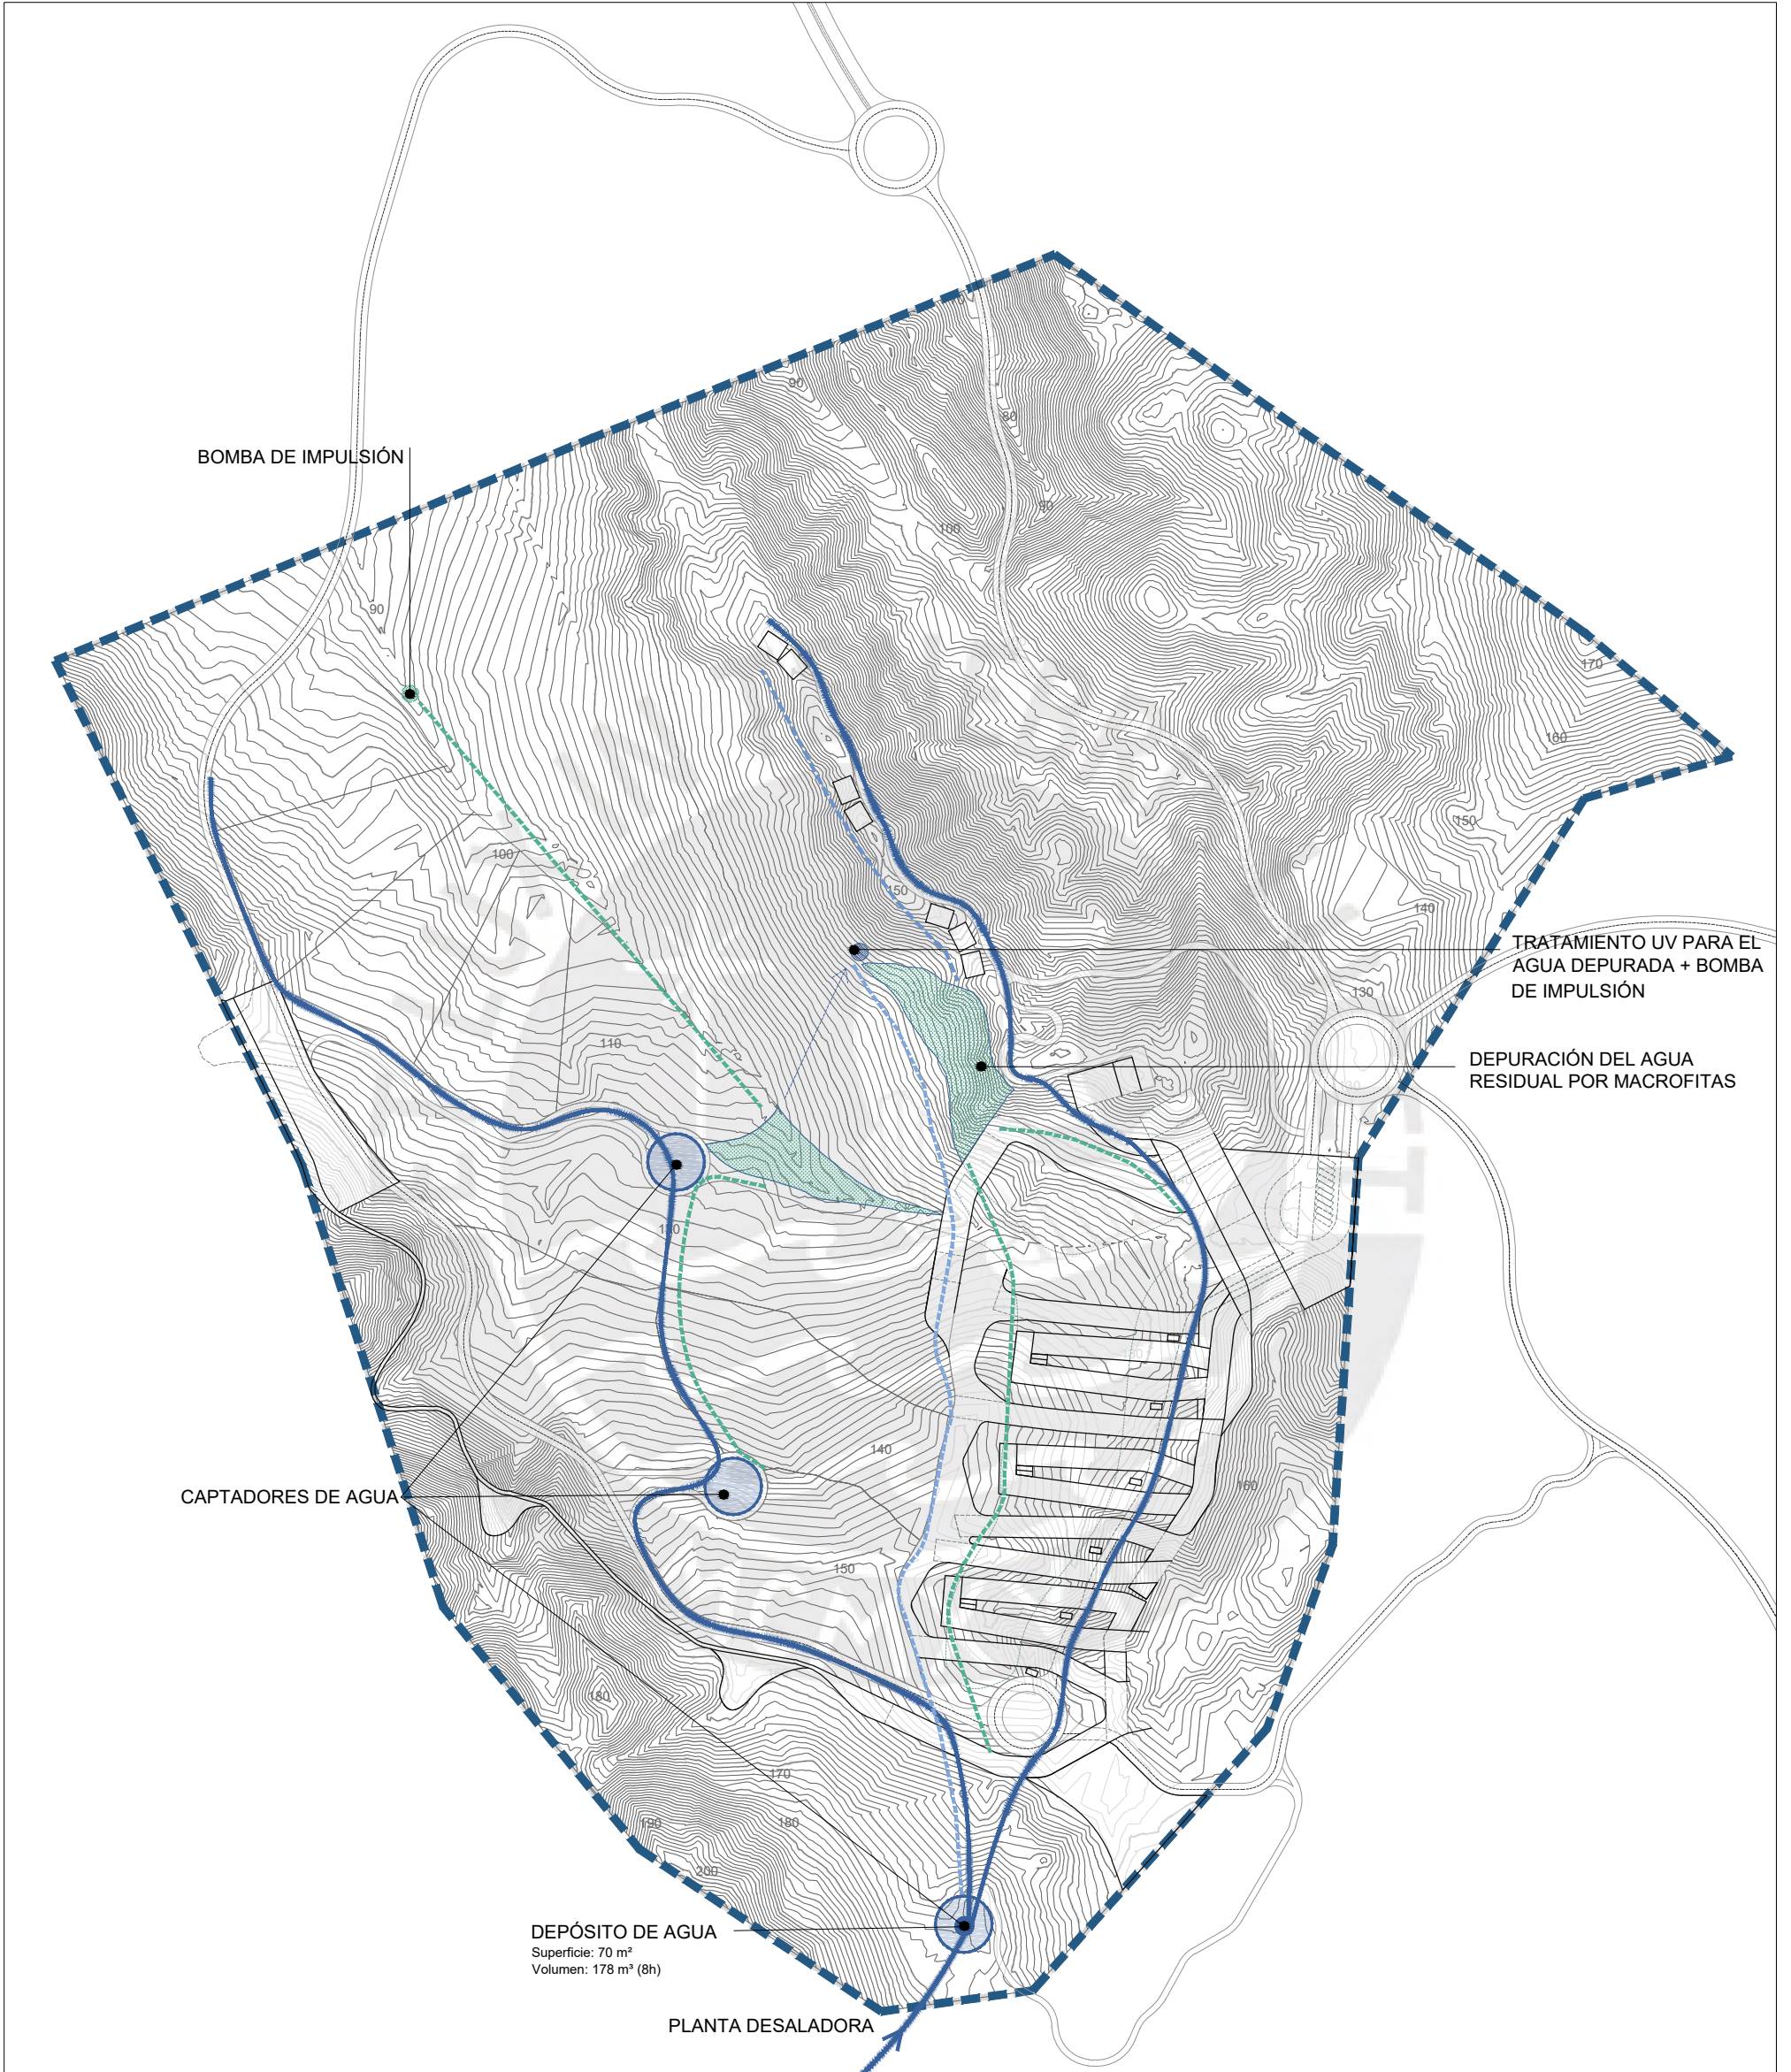 90
80
BOMBA DE IMPULSIÓN
90
100
90
170
160
150
100
150
140
TRATAMIENTO UV PARA EL
AGUA DEPURADA + BOMBA
DE IMPULSIÓN
130
110
DEPURACIÓN DEL AGUA
RESIDUAL POR MACROFITAS
140
160
CAPTADORES DE AGUA
150
180
170
190
180
200
DEPÓSITO DE AGUA
Superficie: 70 m²
Volumen: 178 m³ (8h)
PLANTA DESALADORA